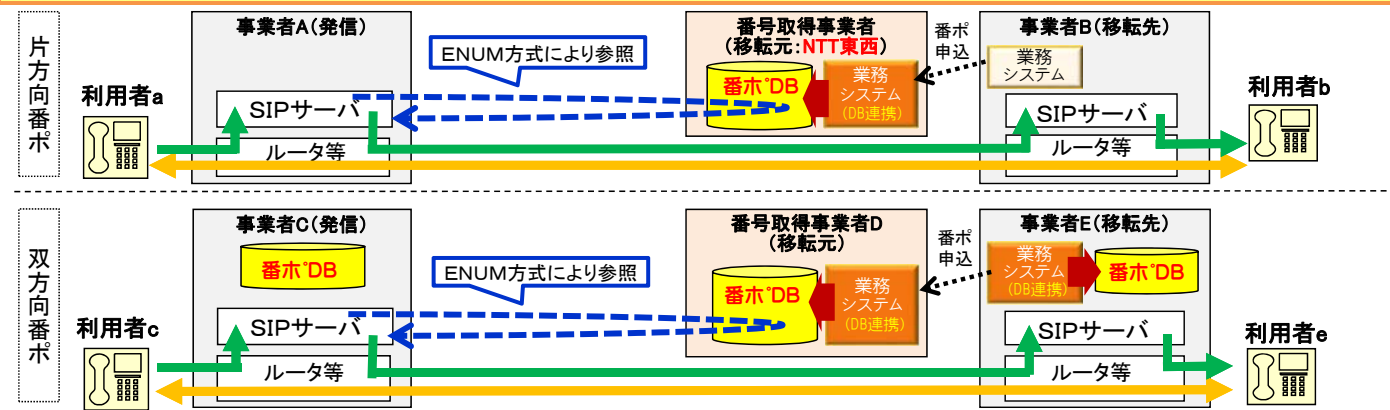 片方向番ポ
事業者A(発信)
番号取得事業者
(移転元:NTT東西)
番ポ
申込
事業者B(移転先)
ENUM方式により参照
番ポDB
業務
システム
(DB連携)
業務
システム
利用者a
利用者b
SIPサーバ
SIPサーバ
ルータ等
ルータ等
双方向番ポ
事業者C(発信)
番号取得事業者D
(移転元)
番ポ
申込
事業者E(移転先)
番ポDB
ENUM方式により参照
番ポDB
業務
システム
(DB連携)
業務
システム
(DB連携)
番ポDB
利用者c
利用者e
SIPサーバ
SIPサーバ
ルータ等
ルータ等